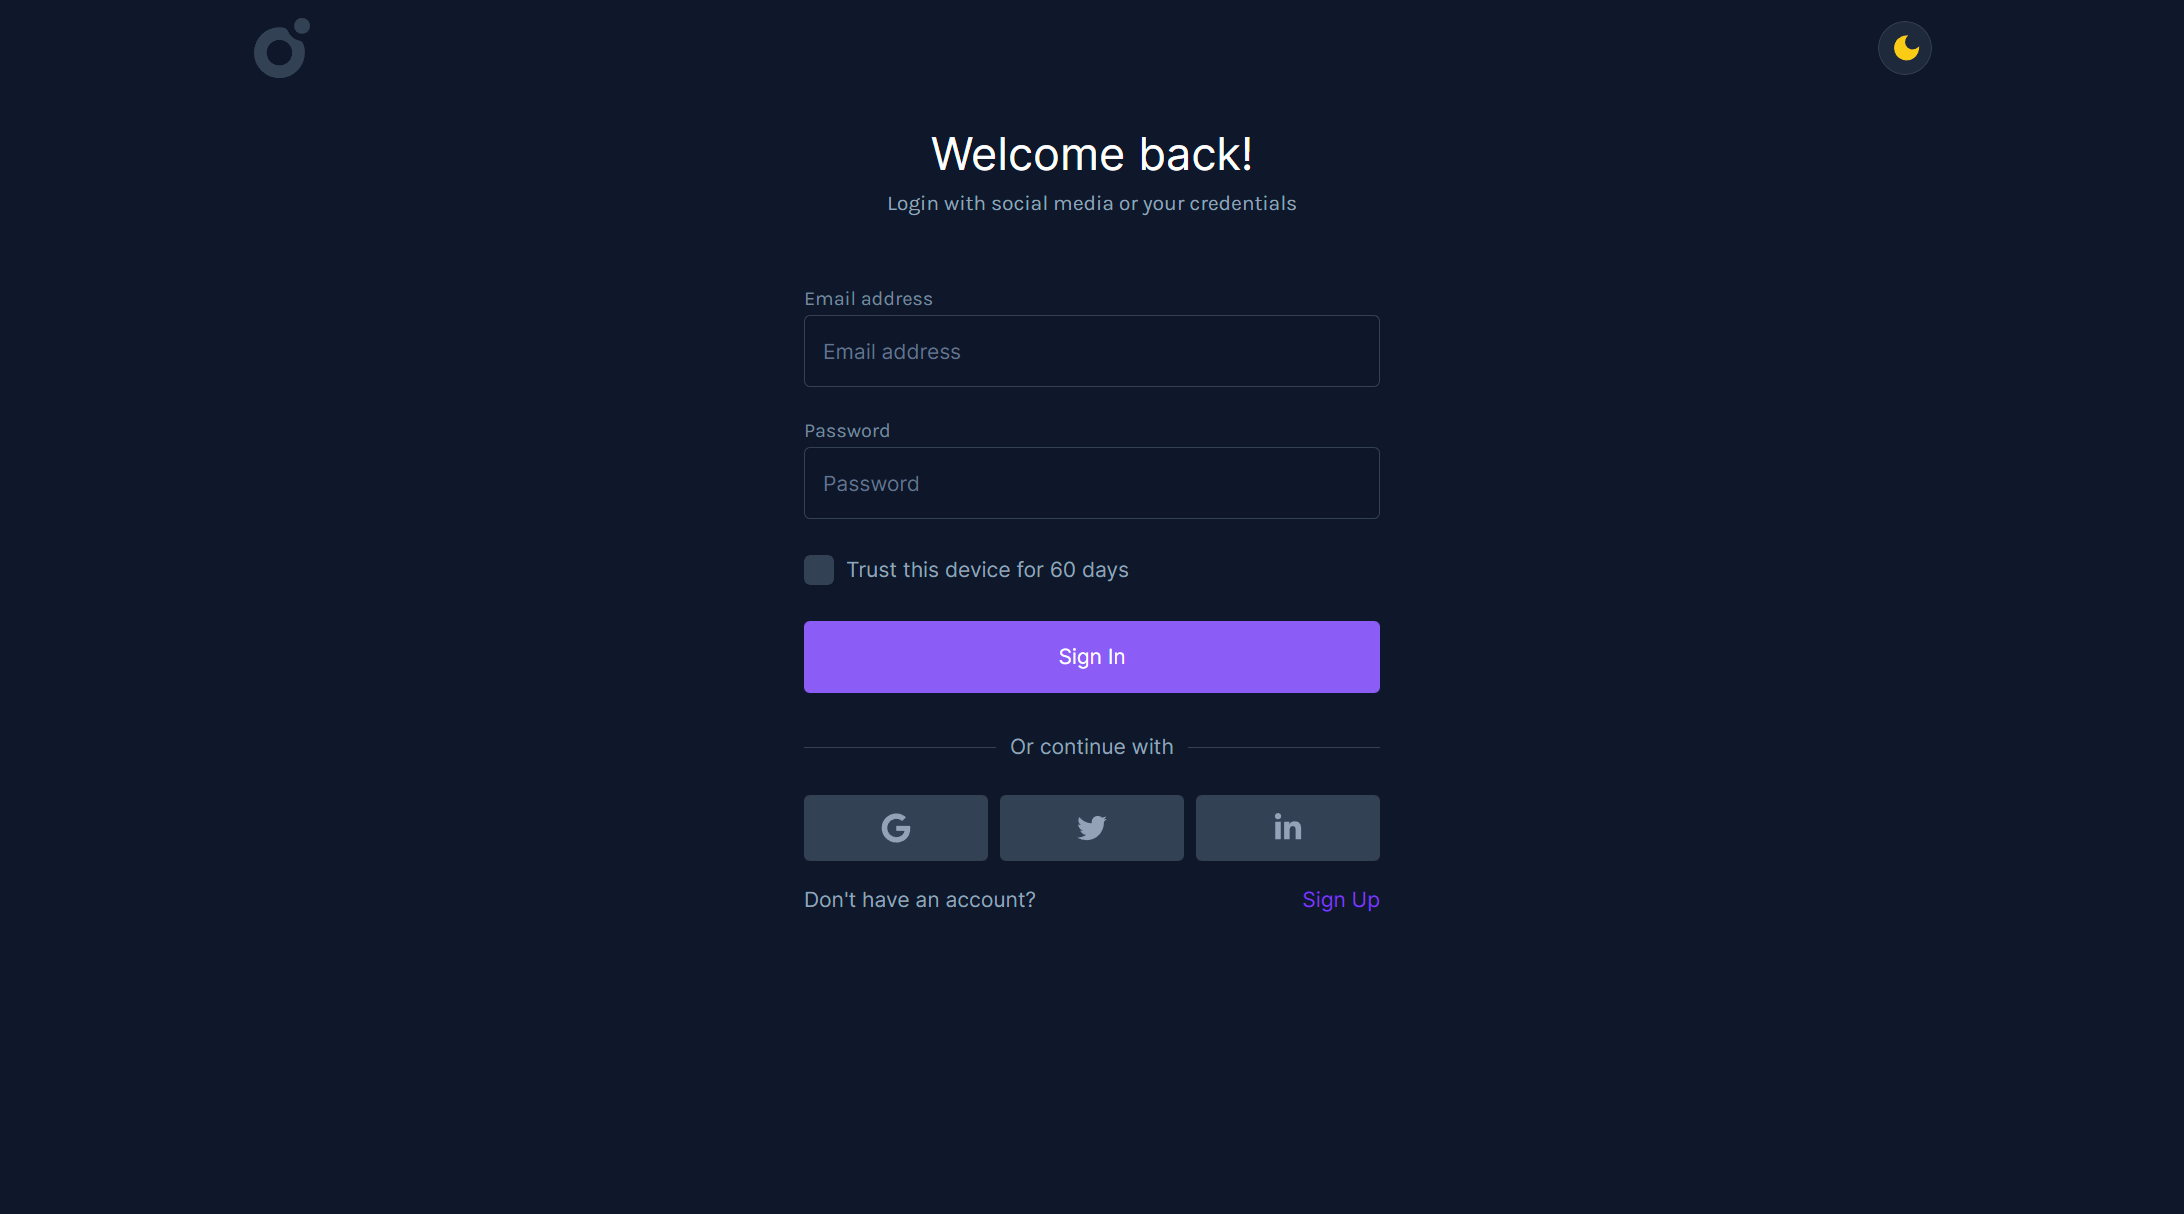 Welcome back!
Login with social media or your credentials
Email address
Email address
Password
Password
Trust this device for 60 days
Sign In
Or continue with
Don't have an account?
Sign Up